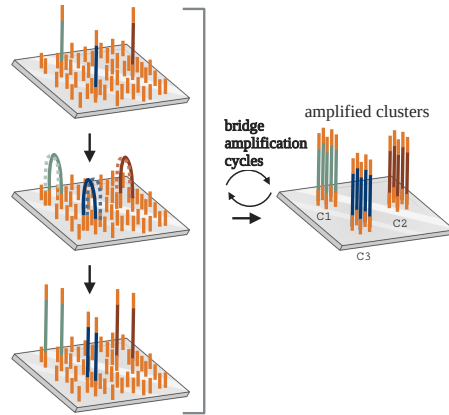 amplified clusters
bridge
amplification
cycles
C1
C2
C3